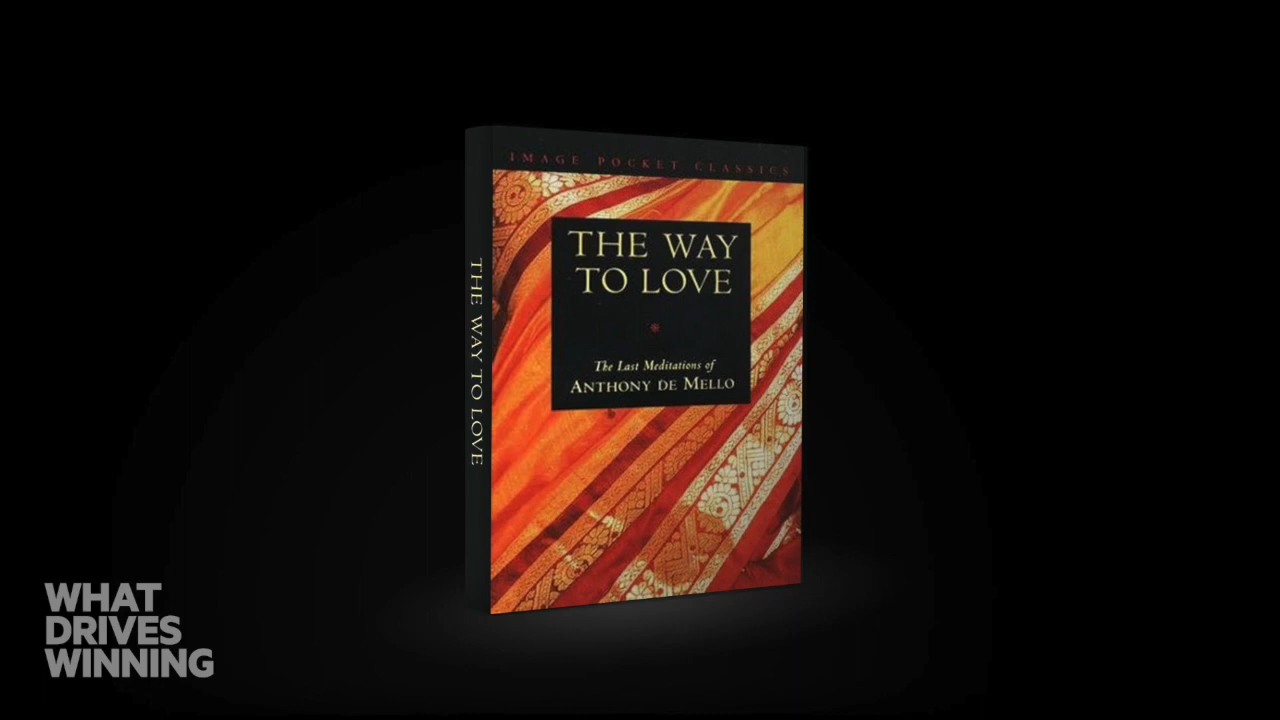 IMAGE POCKET CLASSICS
THE WAY
TO LOVE
The Last Meditations of
ANTHONY DE MELLO
THE WAY TO LOVE
WHAT
DRIVES
WINNING